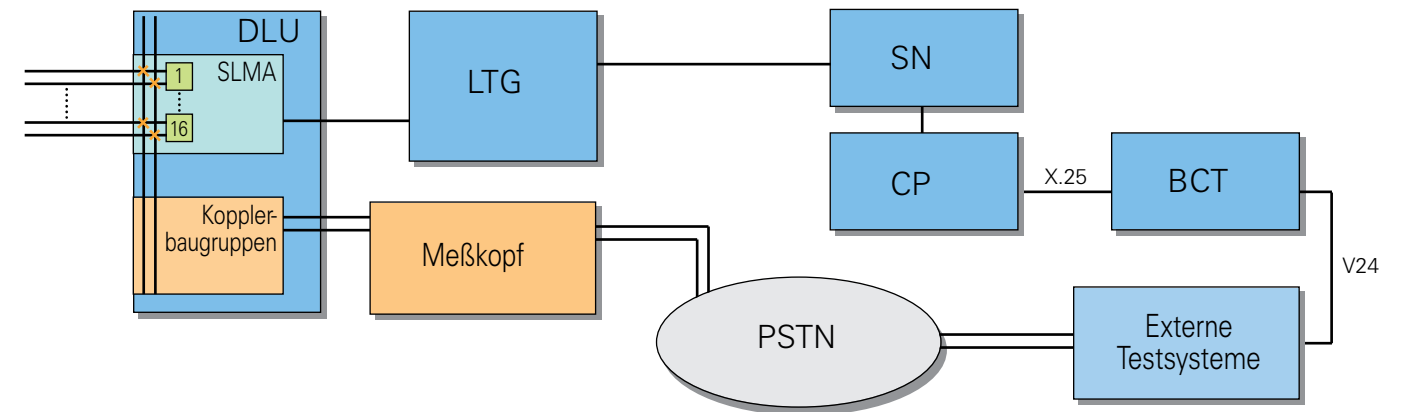 DLU
SLMA
1
16
Koppler-
baugruppen
LTG
Meßkopf
SN
CP
X.25
BCT
V24
PSTN
Externe
Testsysteme